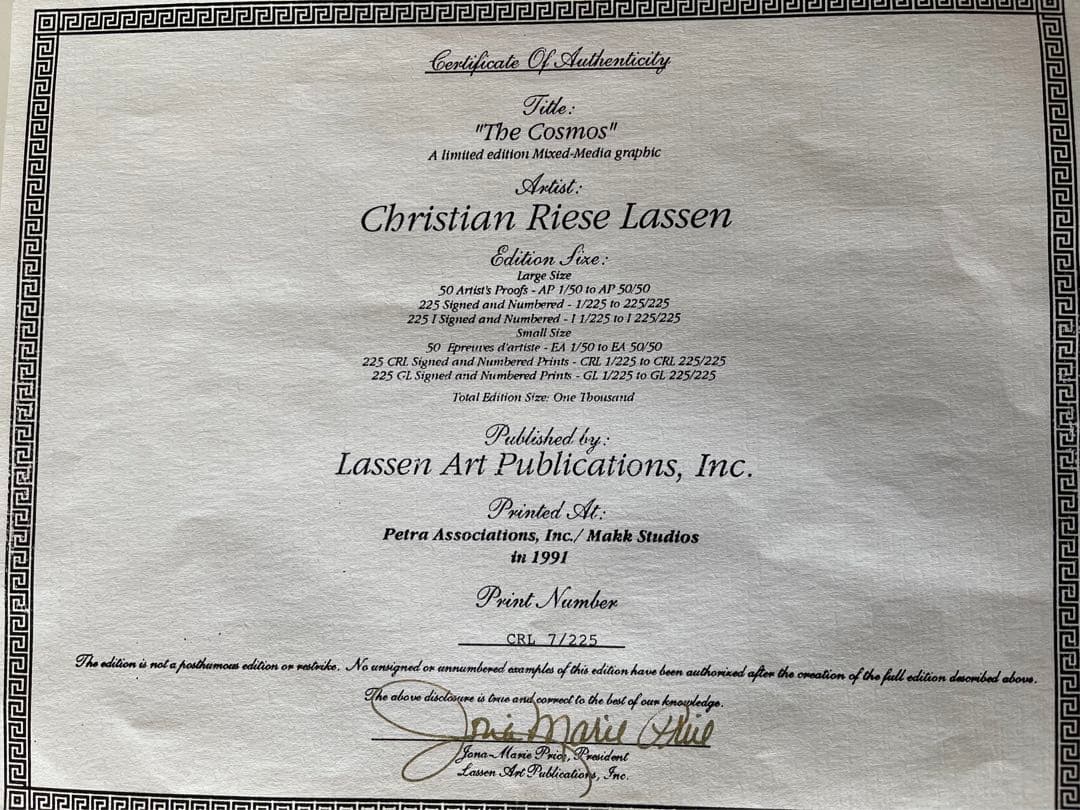 Certificate Of Authenticity
Title:
"The Cosmos"
A limited edition Mixed-Media graphic
Artist:
Christian Riese Lassen
Edition Size:
Large Size
50 Artist's Proofs - AP 1/50 to AP 50/50
225 Signed and Numbered - 1/225 to 225/225
225 I Signed and Numbered - I 1/225 to I 225/225
Small Size
50 Epreuves d'artiste - EA 1/50 to EA 50/50
225 CRL Signed and Numbered Prints - CRL 1/225 to CRL 225/225
225 GL Signed and Numbered Prints - GL 1/225 to GL 225/225
Total Edition Size: One Thousand
Published by:
Lassen Art Publications, Inc.
Printed At:
Petra Associations, Inc./ Makk Studios
in 1991
Print Number
CRL 7/225
The edition is not a posthumous edition or restrike. No unsigned or unnumbered examples of this edition have been authorized after the creation of the full edition described above.
The above disclosure is true and correct to the best of our knowledge.
Jona-Marie Price, President
Lassen Art Publications, Inc.